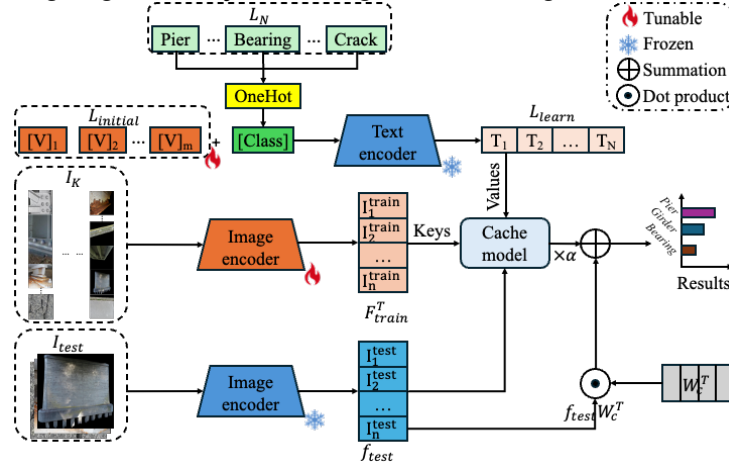 L_N
Pier ... Bearing ... Crack
OneHot
Tunable
Frozen
Summation
Dot product
L_initial
[V]_1 [V]_2 ... [V]_m +
[Class]
Text
encoder
L_learn
T_1 T_2 ... T_N
I_K
Image
encoder
I_1^train
I_2^train
...
I_n^train
F_train^T
Keys
Values
Cache
model
×α
Pier
Girder
Bearing
Results
I_test
Image
encoder
I_1^test
I_2^test
...
I_n^test
f_test
f_test W_c^T
W_c^T